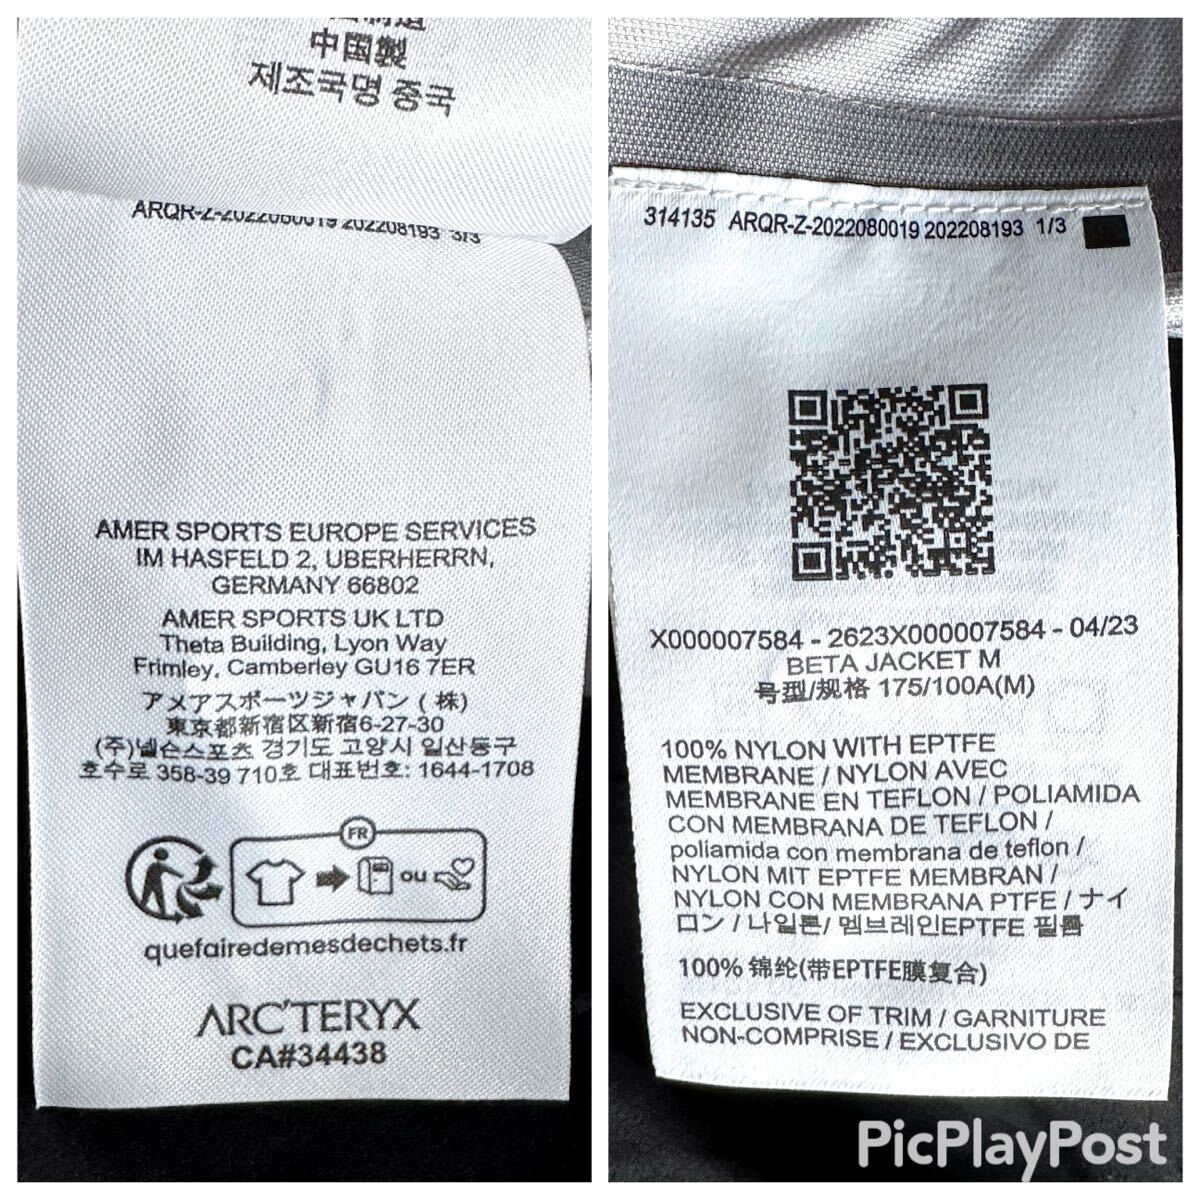 中国製
제조국명 중국
ARQR-Z-2022080019 202208193 3/3
AMER SPORTS EUROPE SERVICES
IM HASFELD 2, UBERHERRN,
GERMANY 66802
AMER SPORTS UK LTD
Theta Building, Lyon Way
Frimley, Camberley GU16 7ER
アメアスポーツジャパン (株)
東京都新宿区新宿6-27-30
(주)넬슨스포츠 경기도 고양시 일산동구
호수로 358-39 710호 대표번호: 1644-1708
FR
ou
quefairedemesdechets.fr
ARC'TERYX
CA#34438
314135 ARQR-Z-2022080019 202208193 1/3
X000007584 - 2623X000007584 - 04/23
BETA JACKET M
号型/规格 175/100A(M)
100% NYLON WITH EPTFE
MEMBRANE / NYLON AVEC
MEMBRANE EN TEFLON / POLIAMIDA
CON MEMBRANA DE TEFLON /
poliamida con membrana de teflon /
NYLON MIT EPTFE MEMBRAN /
NYLON CON MEMBRANA PTFE / ナイ
ロン / 나일론/ 멤브레인EPTFE 필름
100% 锦纶(带EPTFE膜复合)
EXCLUSIVE OF TRIM / GARNITURE
NON-COMPRISE / EXCLUSIVO DE
PicPlayPost